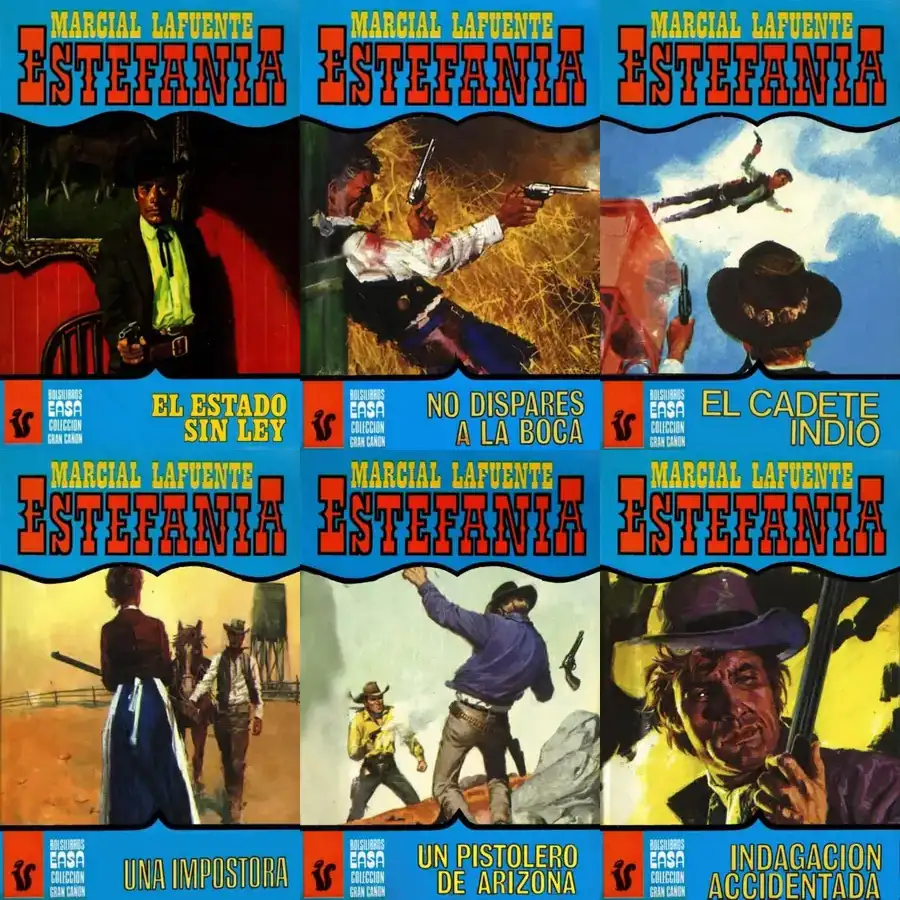 MARCIAL LAFUENTE
ESTEFANIA
BOLSILIBROS
EASA
COLECCION
GRAN CAÑON
EL ESTADO
SIN LEY
MARCIAL LAFUENTE
ESTEFANIA
BOLSILIBROS
EASA
COLECCION
GRAN CAÑON
NO DISPARES
A LA BOCA
MARCIAL LAFUENTE
ESTEFANIA
BOLSILIBROS
EASA
COLECCION
GRAN CAÑON
EL CADETE
INDIO
MARCIAL LAFUENTE
ESTEFANIA
BOLSILIBROS
EASA
COLECCION
GRAN CAÑON
UNA IMPOSTORA
MARCIAL LAFUENTE
ESTEFANIA
BOLSILIBROS
EASA
COLECCION
GRAN CAÑON
UN PISTOLERO
DE ARIZONA
MARCIAL LAFUENTE
ESTEFANIA
BOLSILIBROS
EASA
COLECCION
GRAN CAÑON
INDAGACION
ACCIDENTADA